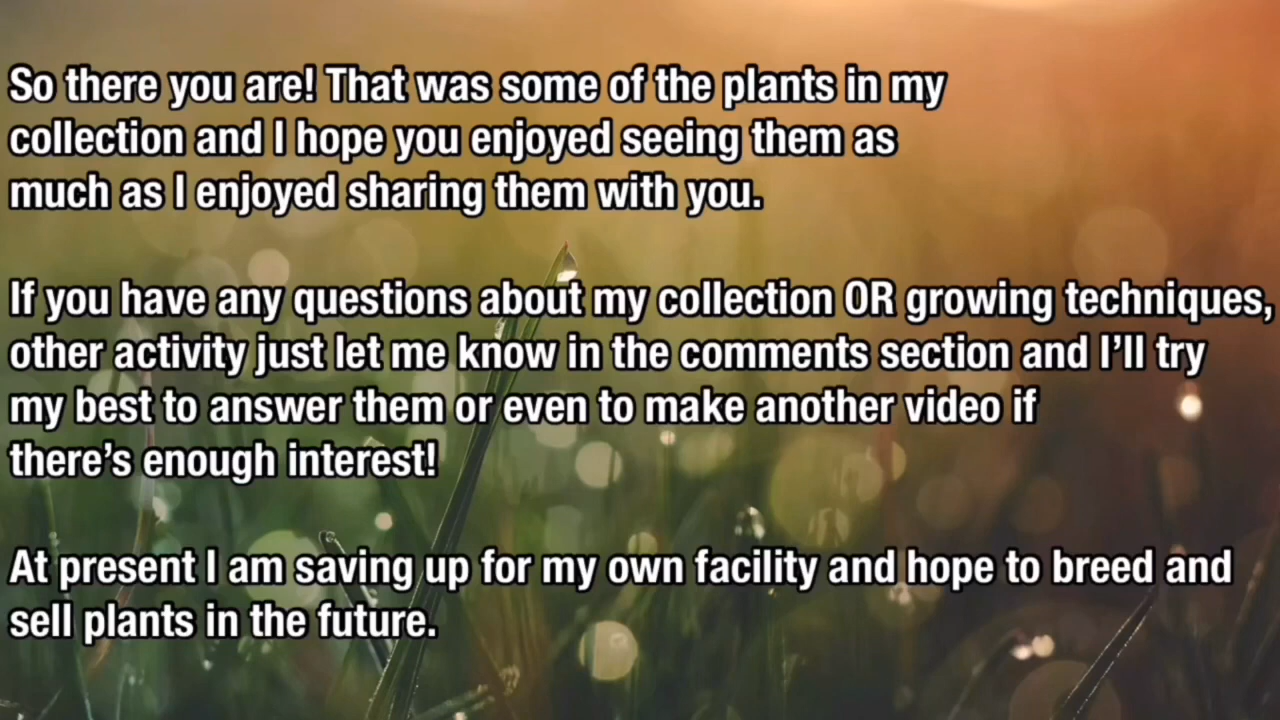 So there you are! That was some of the plants in my
collection and I hope you enjoyed seeing them as
much as I enjoyed sharing them with you.
If you have any questions about my collection OR growing techniques,
other activity just let me know in the comments section and I'll try
my best to answer them or even to make another video if
there's enough interest!
At present I am saving up for my own facility and hope to breed and
sell plants in the future.